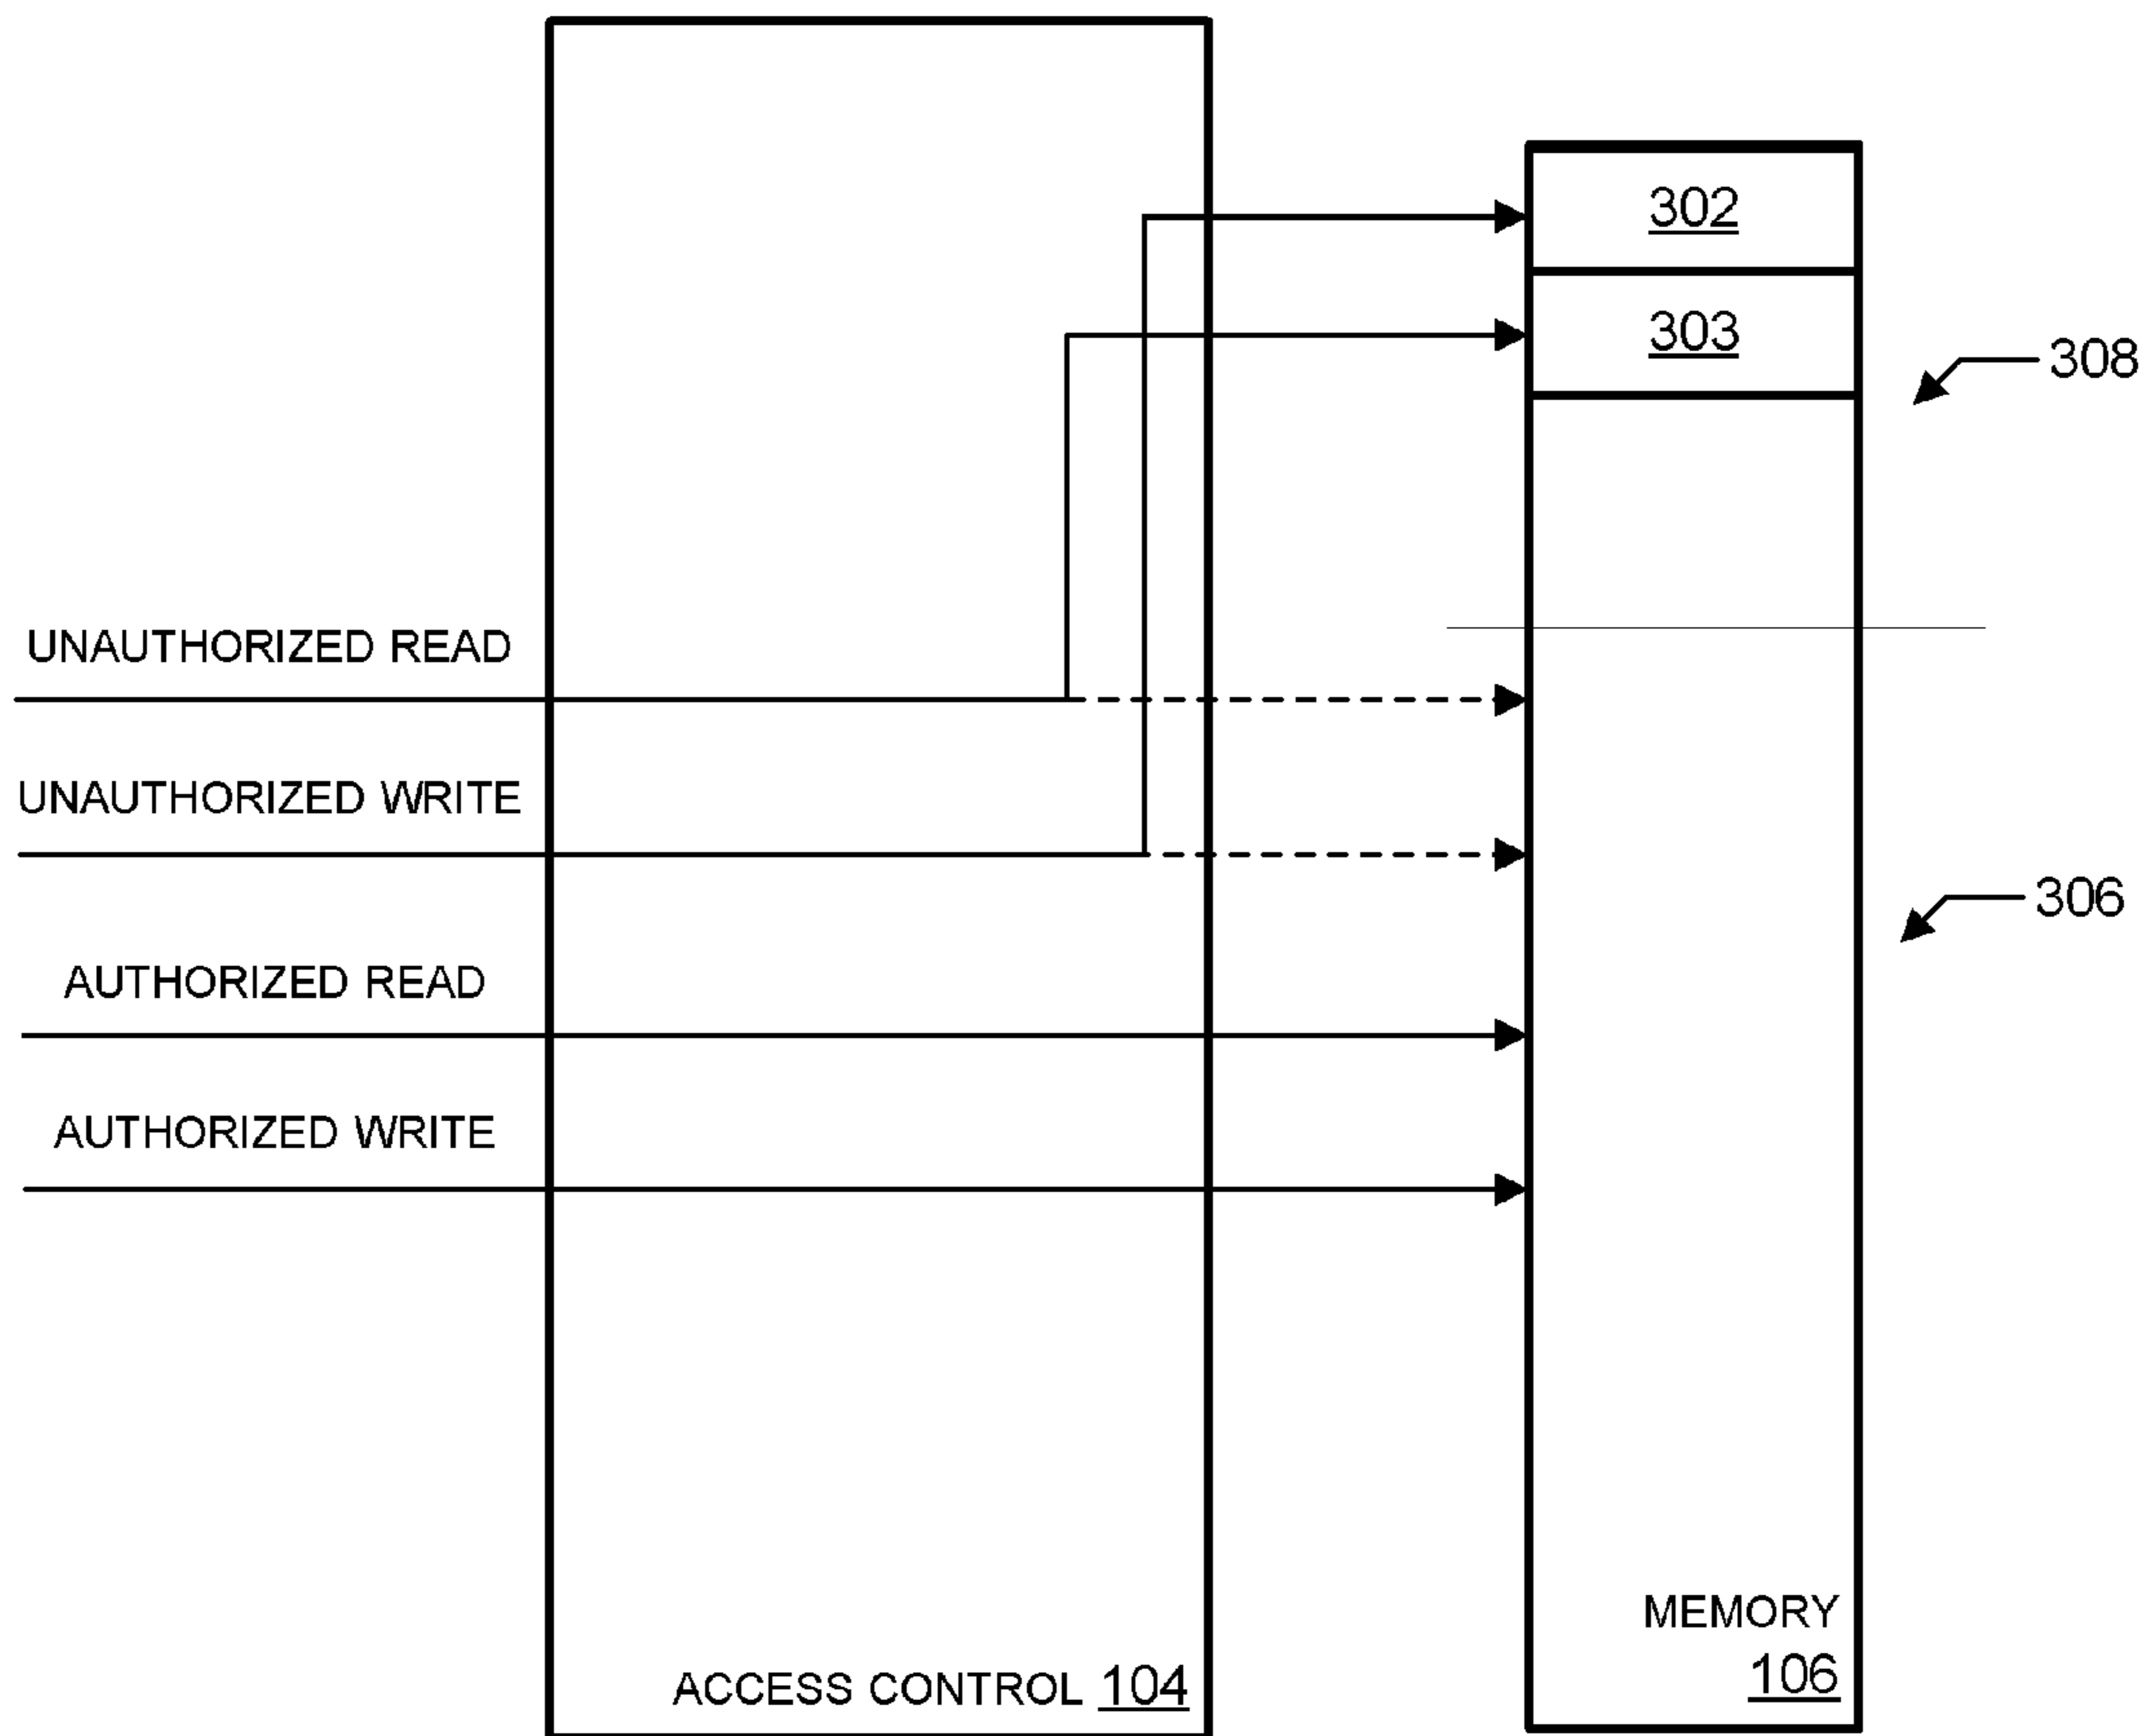 302
303
308
UNAUTHORIZED READ
UNAUTHORIZED WRITE
306
AUTHORIZED READ
AUTHORIZED WRITE
MEMORY
106
ACCESS CONTROL 104